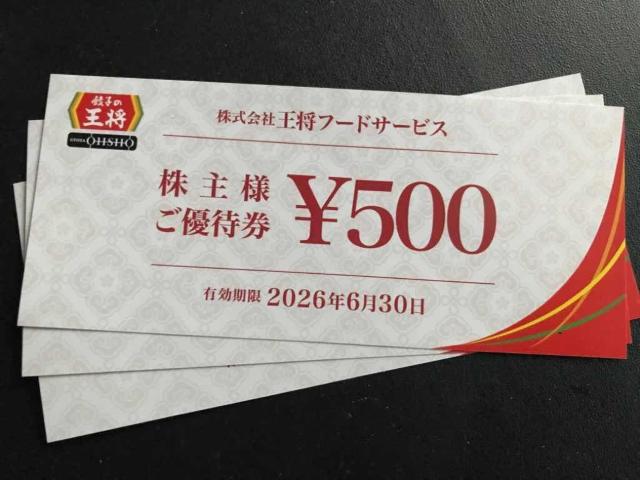 餃子の
王将
GYOZA OHSHO
株式会社 王将フードサービス
株主様
ご優待券
¥500
有効期限 2026年6月30日